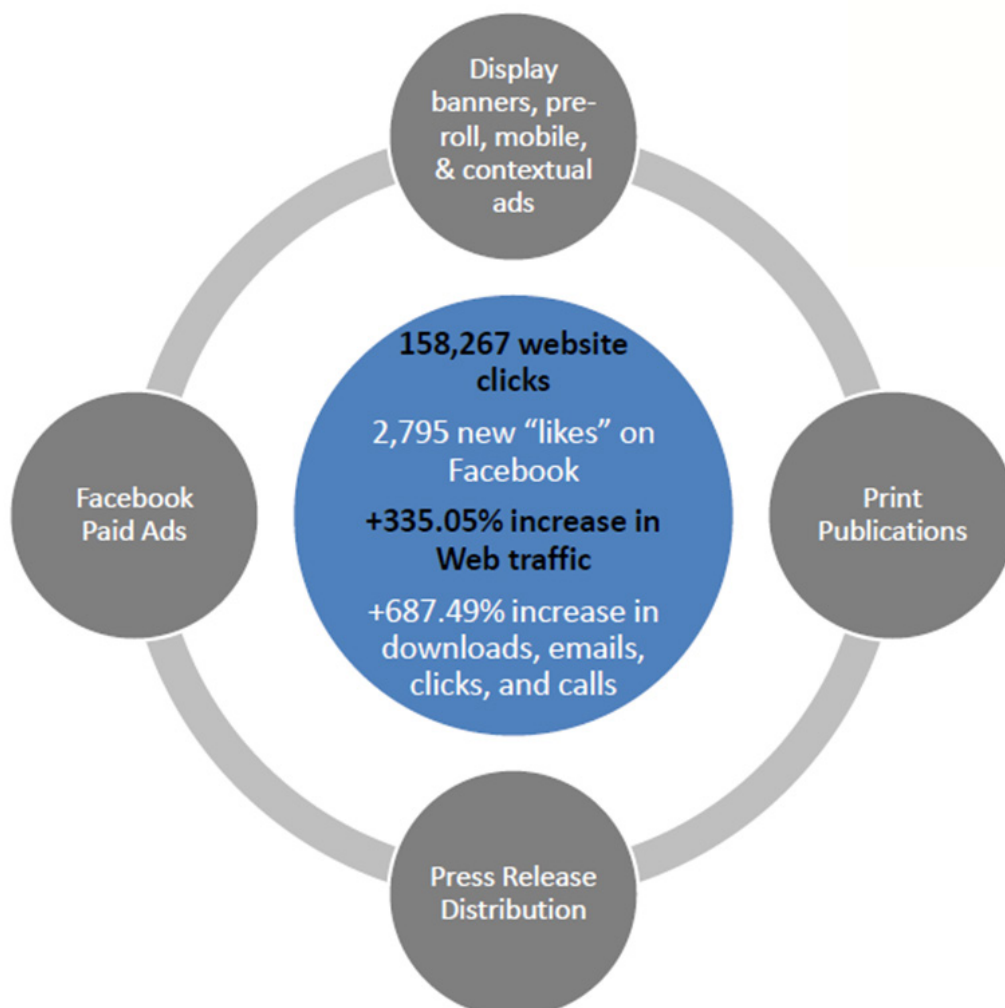 Display
banners, pre-
roll, mobile,
& contextual
ads
158,267 website
clicks
2,795 new “likes” on
Facebook
+335.05% increase in
Web traffic
+687.49% increase in
downloads, emails,
clicks, and calls
Facebook
Paid Ads
Print
Publications
Press Release
Distribution